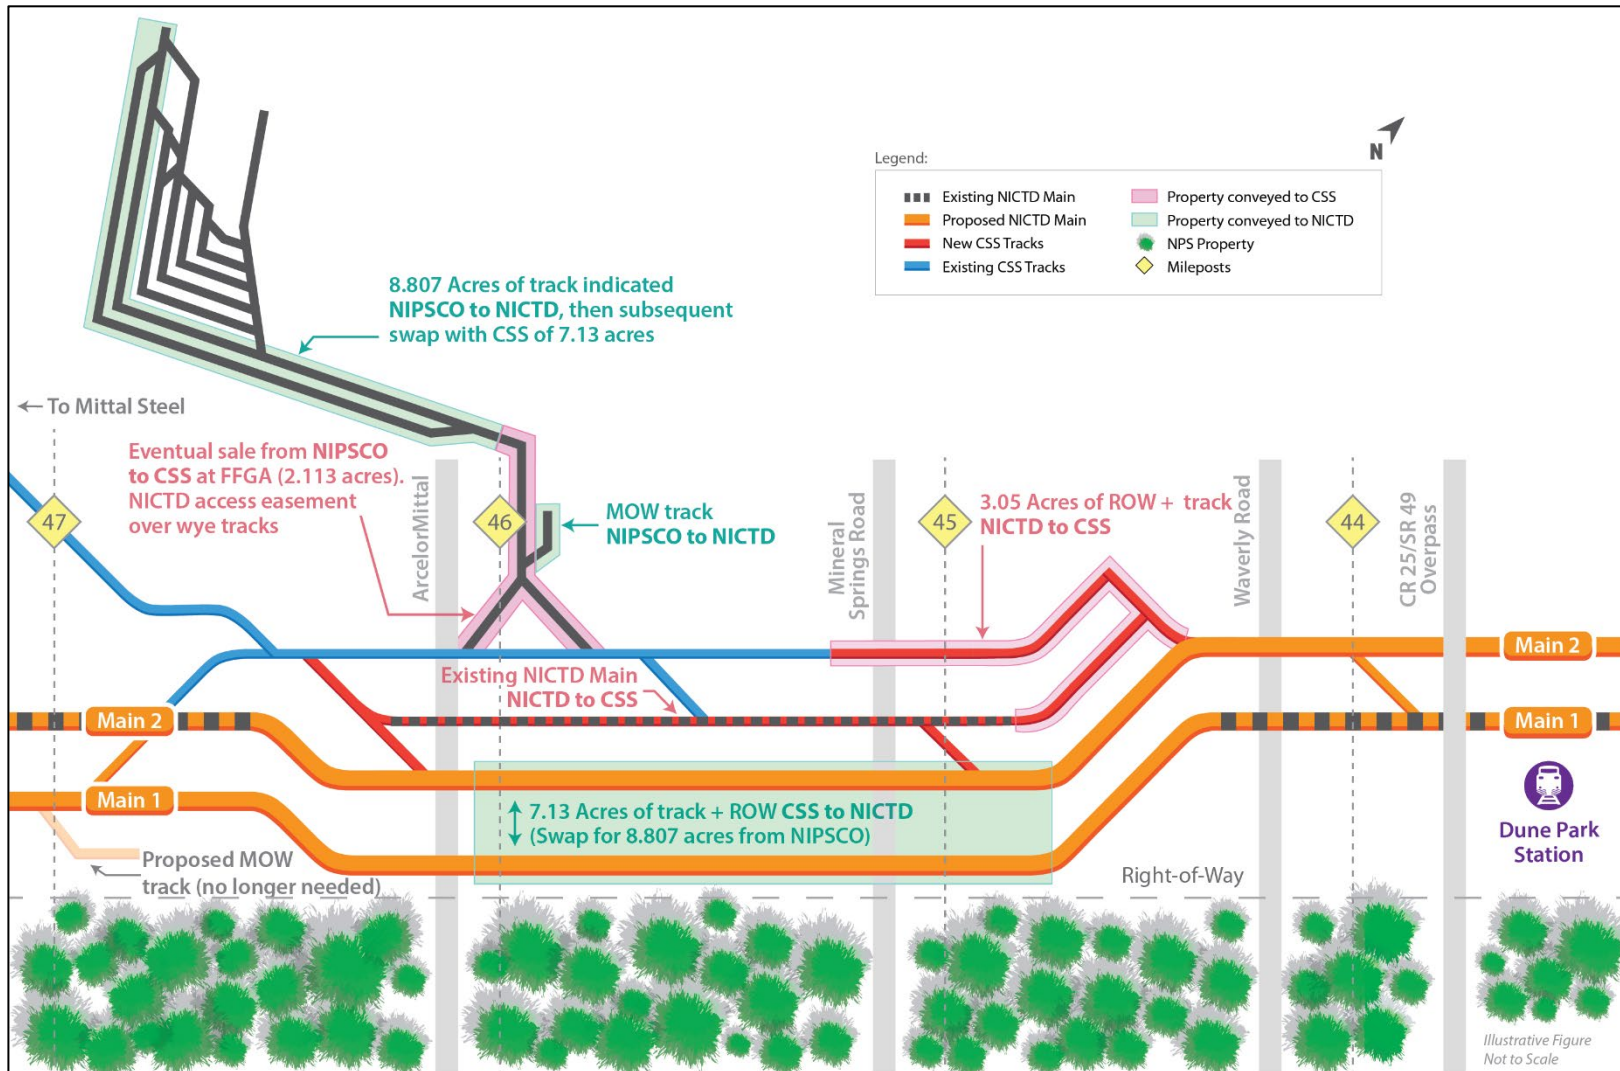 N
Legend:
Existing NICTD Main
Proposed NICTD Main
New CSS Tracks
Existing CSS Tracks
Property conveyed to CSS
Property conveyed to NICTD
NPS Property
Mileposts
8.807 Acres of track indicated
NIPSCO to NICTD, then subsequent
swap with CSS of 7.13 acres
To Mittal Steel
Eventual sale from NIPSCO
to CSS at FFGA (2.113 acres).
NICTD access easement
over wye tracks
47
ArcelorMittal
46
MOW track
NIPSCO to NICTD
Mineral
Springs Road
45
3.05 Acres of ROW + track
NICTD to CSS
Waverly Road
44
CR 25/SR 49
Overpass
Existing NICTD Main
NICTD to CSS
Main 2
Main 2
Main 1
Main 1
7.13 Acres of track + ROW CSS to NICTD
(Swap for 8.807 acres from NIPSCO)
Proposed MOW
track (no longer needed)
Dune Park
Station
Right-of-Way
Illustrative Figure
Not to Scale